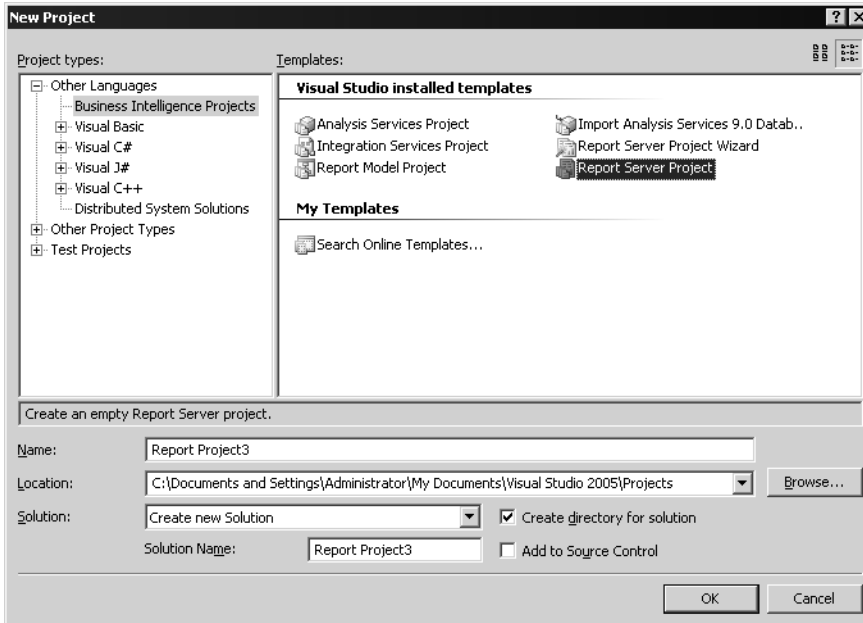 New Project
Project types:
Other Languages
Business Intelligence Projects
Visual Basic
Visual C#
Visual J#
Visual C++
Distributed System Solutions
Other Project Types
Test Projects
Templates:
Visual Studio installed templates
Analysis Services Project
Import Analysis Services 9.0 Datab..
Integration Services Project
Report Server Project Wizard
Report Model Project
Report Server Project
My Templates
Search Online Templates...
Create an empty Report Server project.
Name:
Report Project3
Location:
C:\Documents and Settings\Administrator\My Documents\Visual Studio 2005\Projects
Browse...
Solution:
Create new Solution
Create directory for solution
Solution Name:
Report Project3
Add to Source Control
OK
Cancel